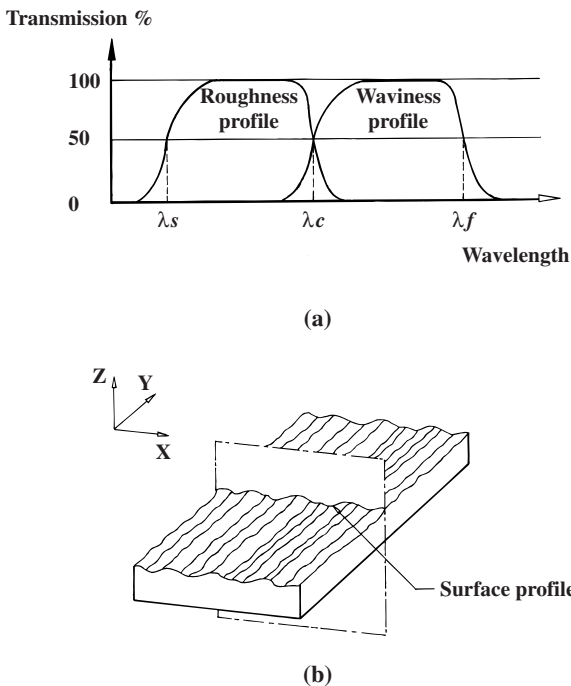 Transmission %
100
Roughness profile
Waviness profile
50
0
λs
λc
λf
Wavelength
(a)
Z
Y
X
Surface profile
(b)